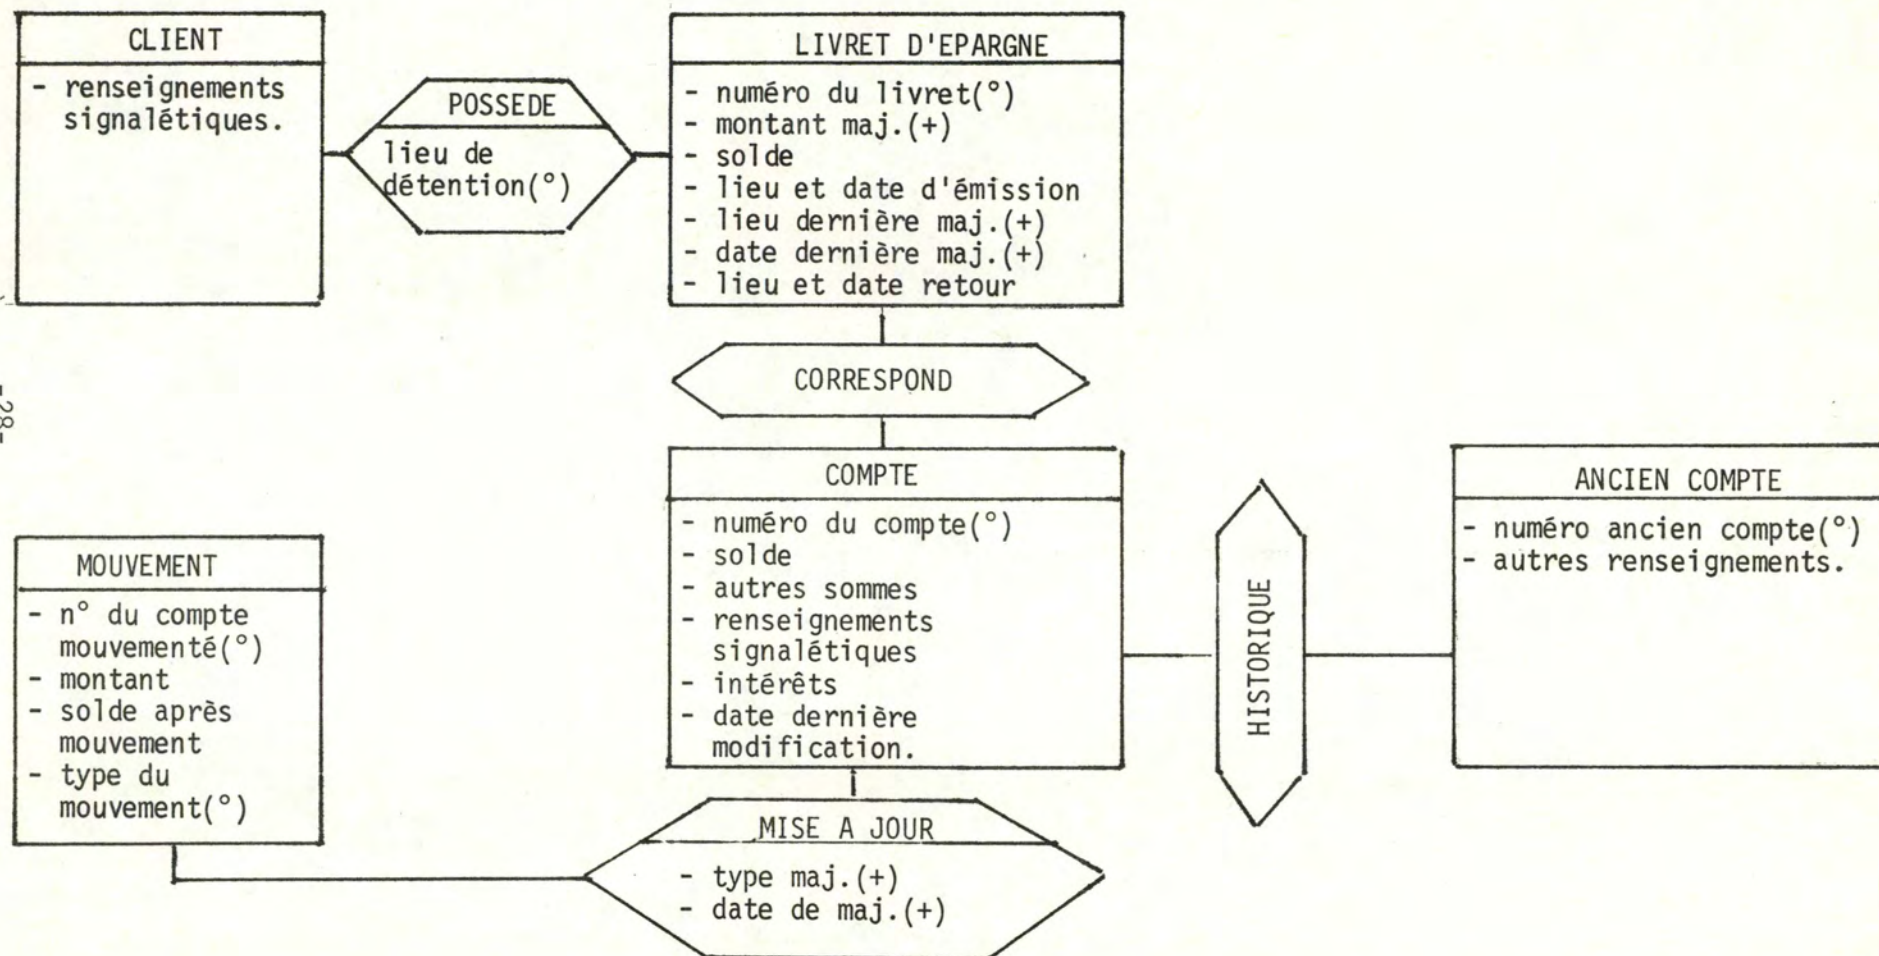 CLIENT
- renseignements
signalétiques.
POSSEDE
lieu de
détention(°)
LIVRET D'EPARGNE
- numéro du livret(°)
- montant maj.(+)
- solde
- lieu et date d'émission
- lieu dernière maj.(+)
- date dernière maj.(+)
- lieu et date retour
CORRESPOND
-28-
COMPTE
- numéro du compte(°)
- solde
- autres sommes
- renseignements
signalétiques
- intérêts
- date dernière
modification.
HISTORIQUE
ANCIEN COMPTE
- numéro ancien compte(°)
- autres renseignements.
MOUVEMENT
- n° du compte
mouvementé(°)
- montant
- solde après
mouvement
- type du
mouvement(°)
MISE A JOUR
- type maj.(+)
- date de maj.(+)